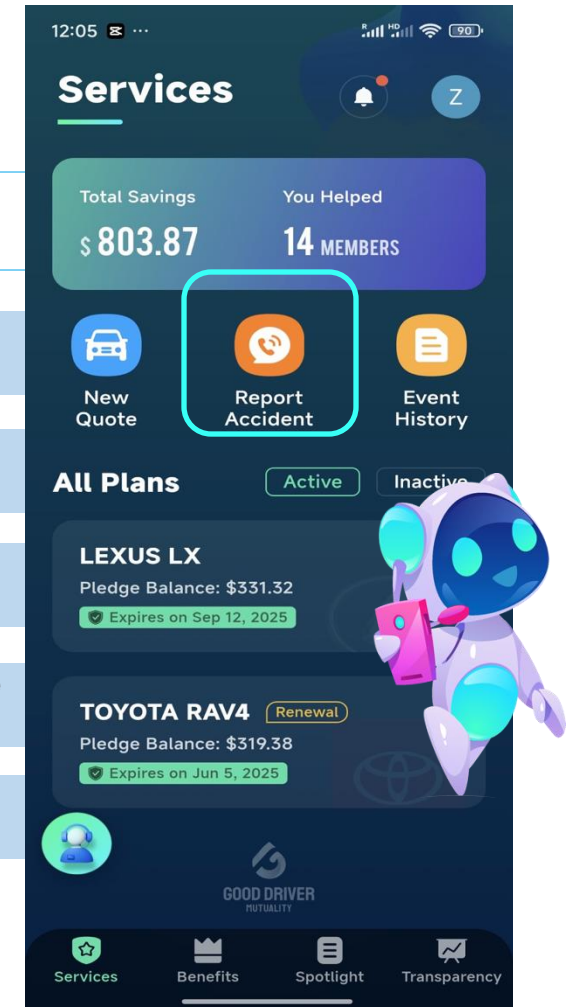 12:05 ...
R HD 90
Services
Z
Total Savings You Helped
$ 803.87 14 MEMBERS
New Quote
Report Accident
Event History
All Plans Active Inactive
LEXUS LX
Pledge Balance: $331.32
Expires on Sep 12, 2025
TOYOTA RAV4 Renewal
Pledge Balance: $319.38
Expires on Jun 5, 2025
GOOD DRIVER
MUTUALITY
Services Benefits Spotlight Transparency